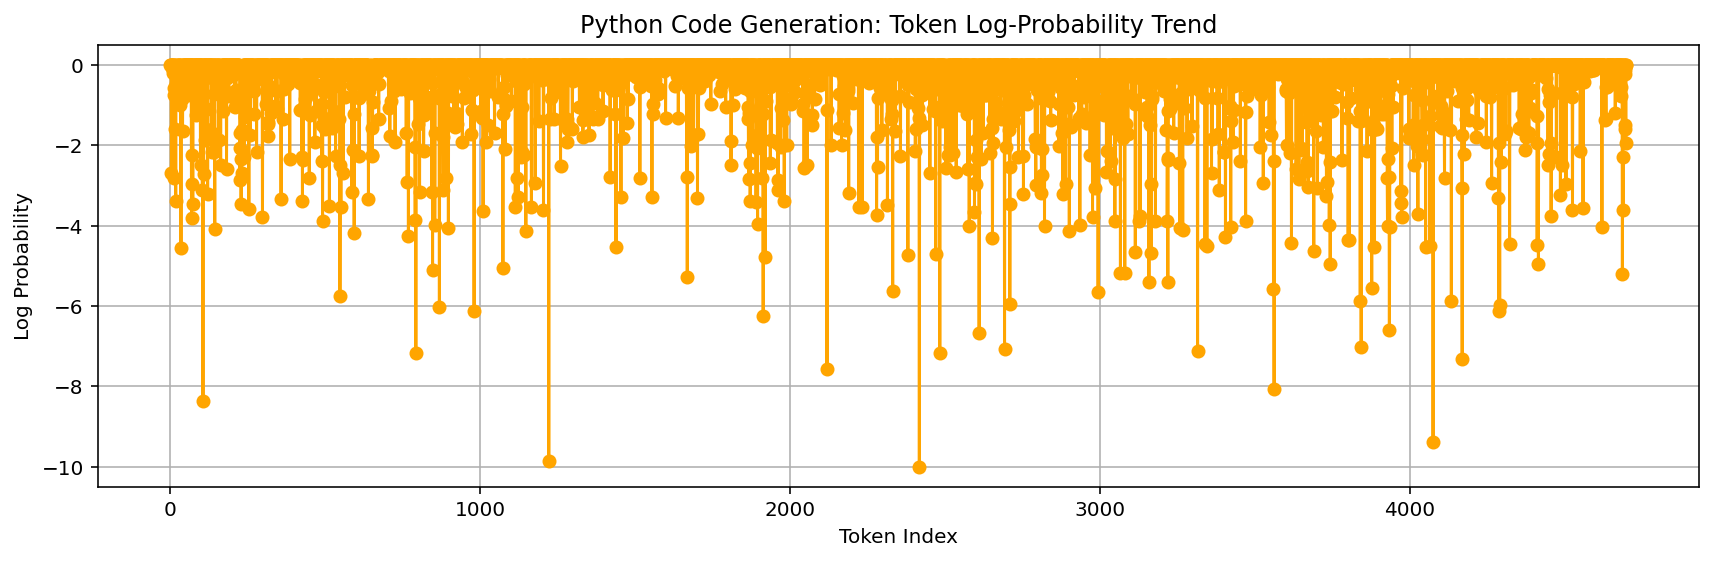 Python Code Generation: Token Log-Probability Trend
0
−2
−4
−6
−8
−10
Log Probability
0 1000 2000 3000 4000
Token Index